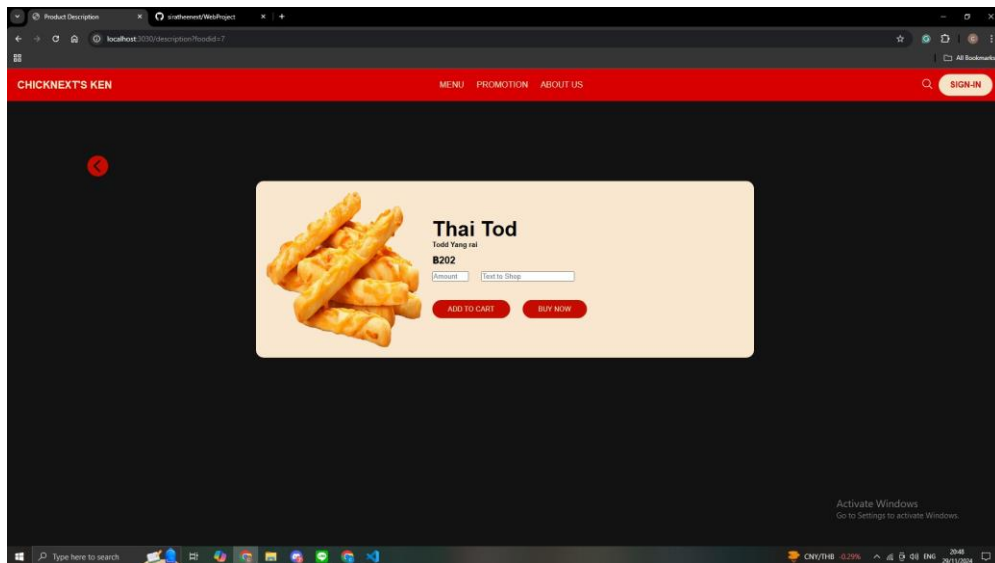 Product Description
siratheemest/WebProject
localhost:3030/description?foodid=7
All Bookmarks
CHICKNEXT'S KEN
MENU PROMOTION ABOUT US
SIGN-IN
Thai Tod
Todd Yang rai
฿202
Amount Text to Shop
ADD TO CART BUY NOW
Activate Windows
Go to Settings to activate Windows.
Type here to search
CNY/THB -0.29%
ENG
20:48
29/11/2024